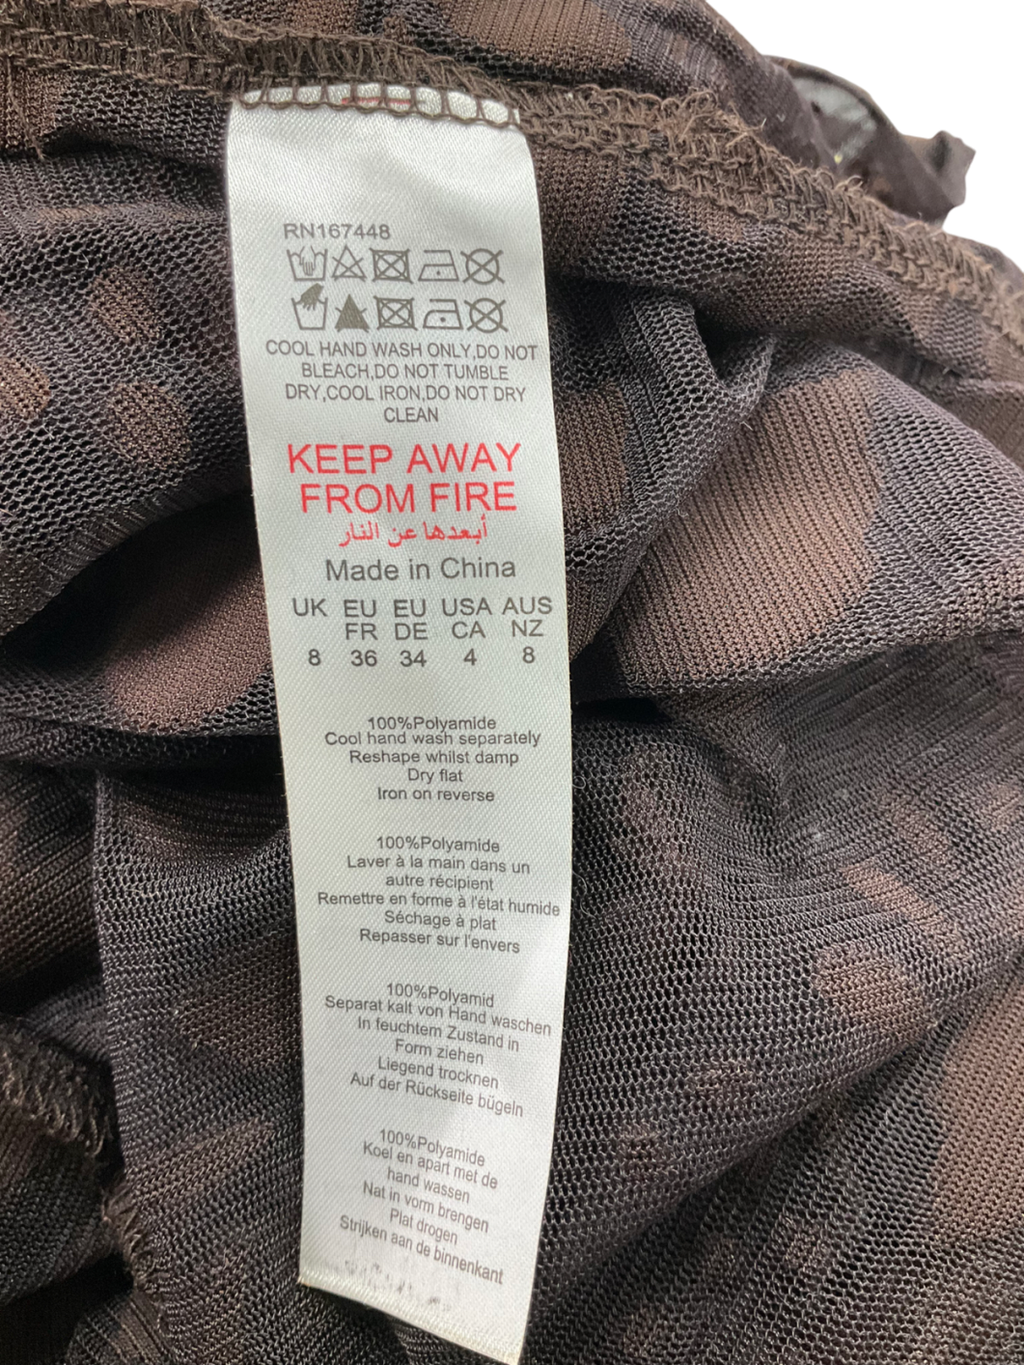 RN167448
COOL HAND WASH ONLY,DO NOT
BLEACH,DO NOT TUMBLE
DRY,COOL IRON,DO NOT DRY
CLEAN
KEEP AWAY
FROM FIRE
أبعدها عن النار
Made in China
UK EU EU USA AUS
FR DE CA NZ
8 36 34 4 8
100%Polyamide
Cool hand wash separately
Reshape whilst damp
Dry flat
Iron on reverse
100%Polyamide
Laver à la main dans un
autre récipient
Remettre en forme à l'état humide
Séchage à plat
Repasser sur l'envers
100%Polyamid
Separat kalt von Hand waschen
In feuchtem Zustand in
Form ziehen
Liegend trocknen
Auf der Rückseite bügeln
100%Polyamide
Koel en apart met de
hand wassen
Nat in vorm brengen
Plat drogen
Strijken aan de binnenkant